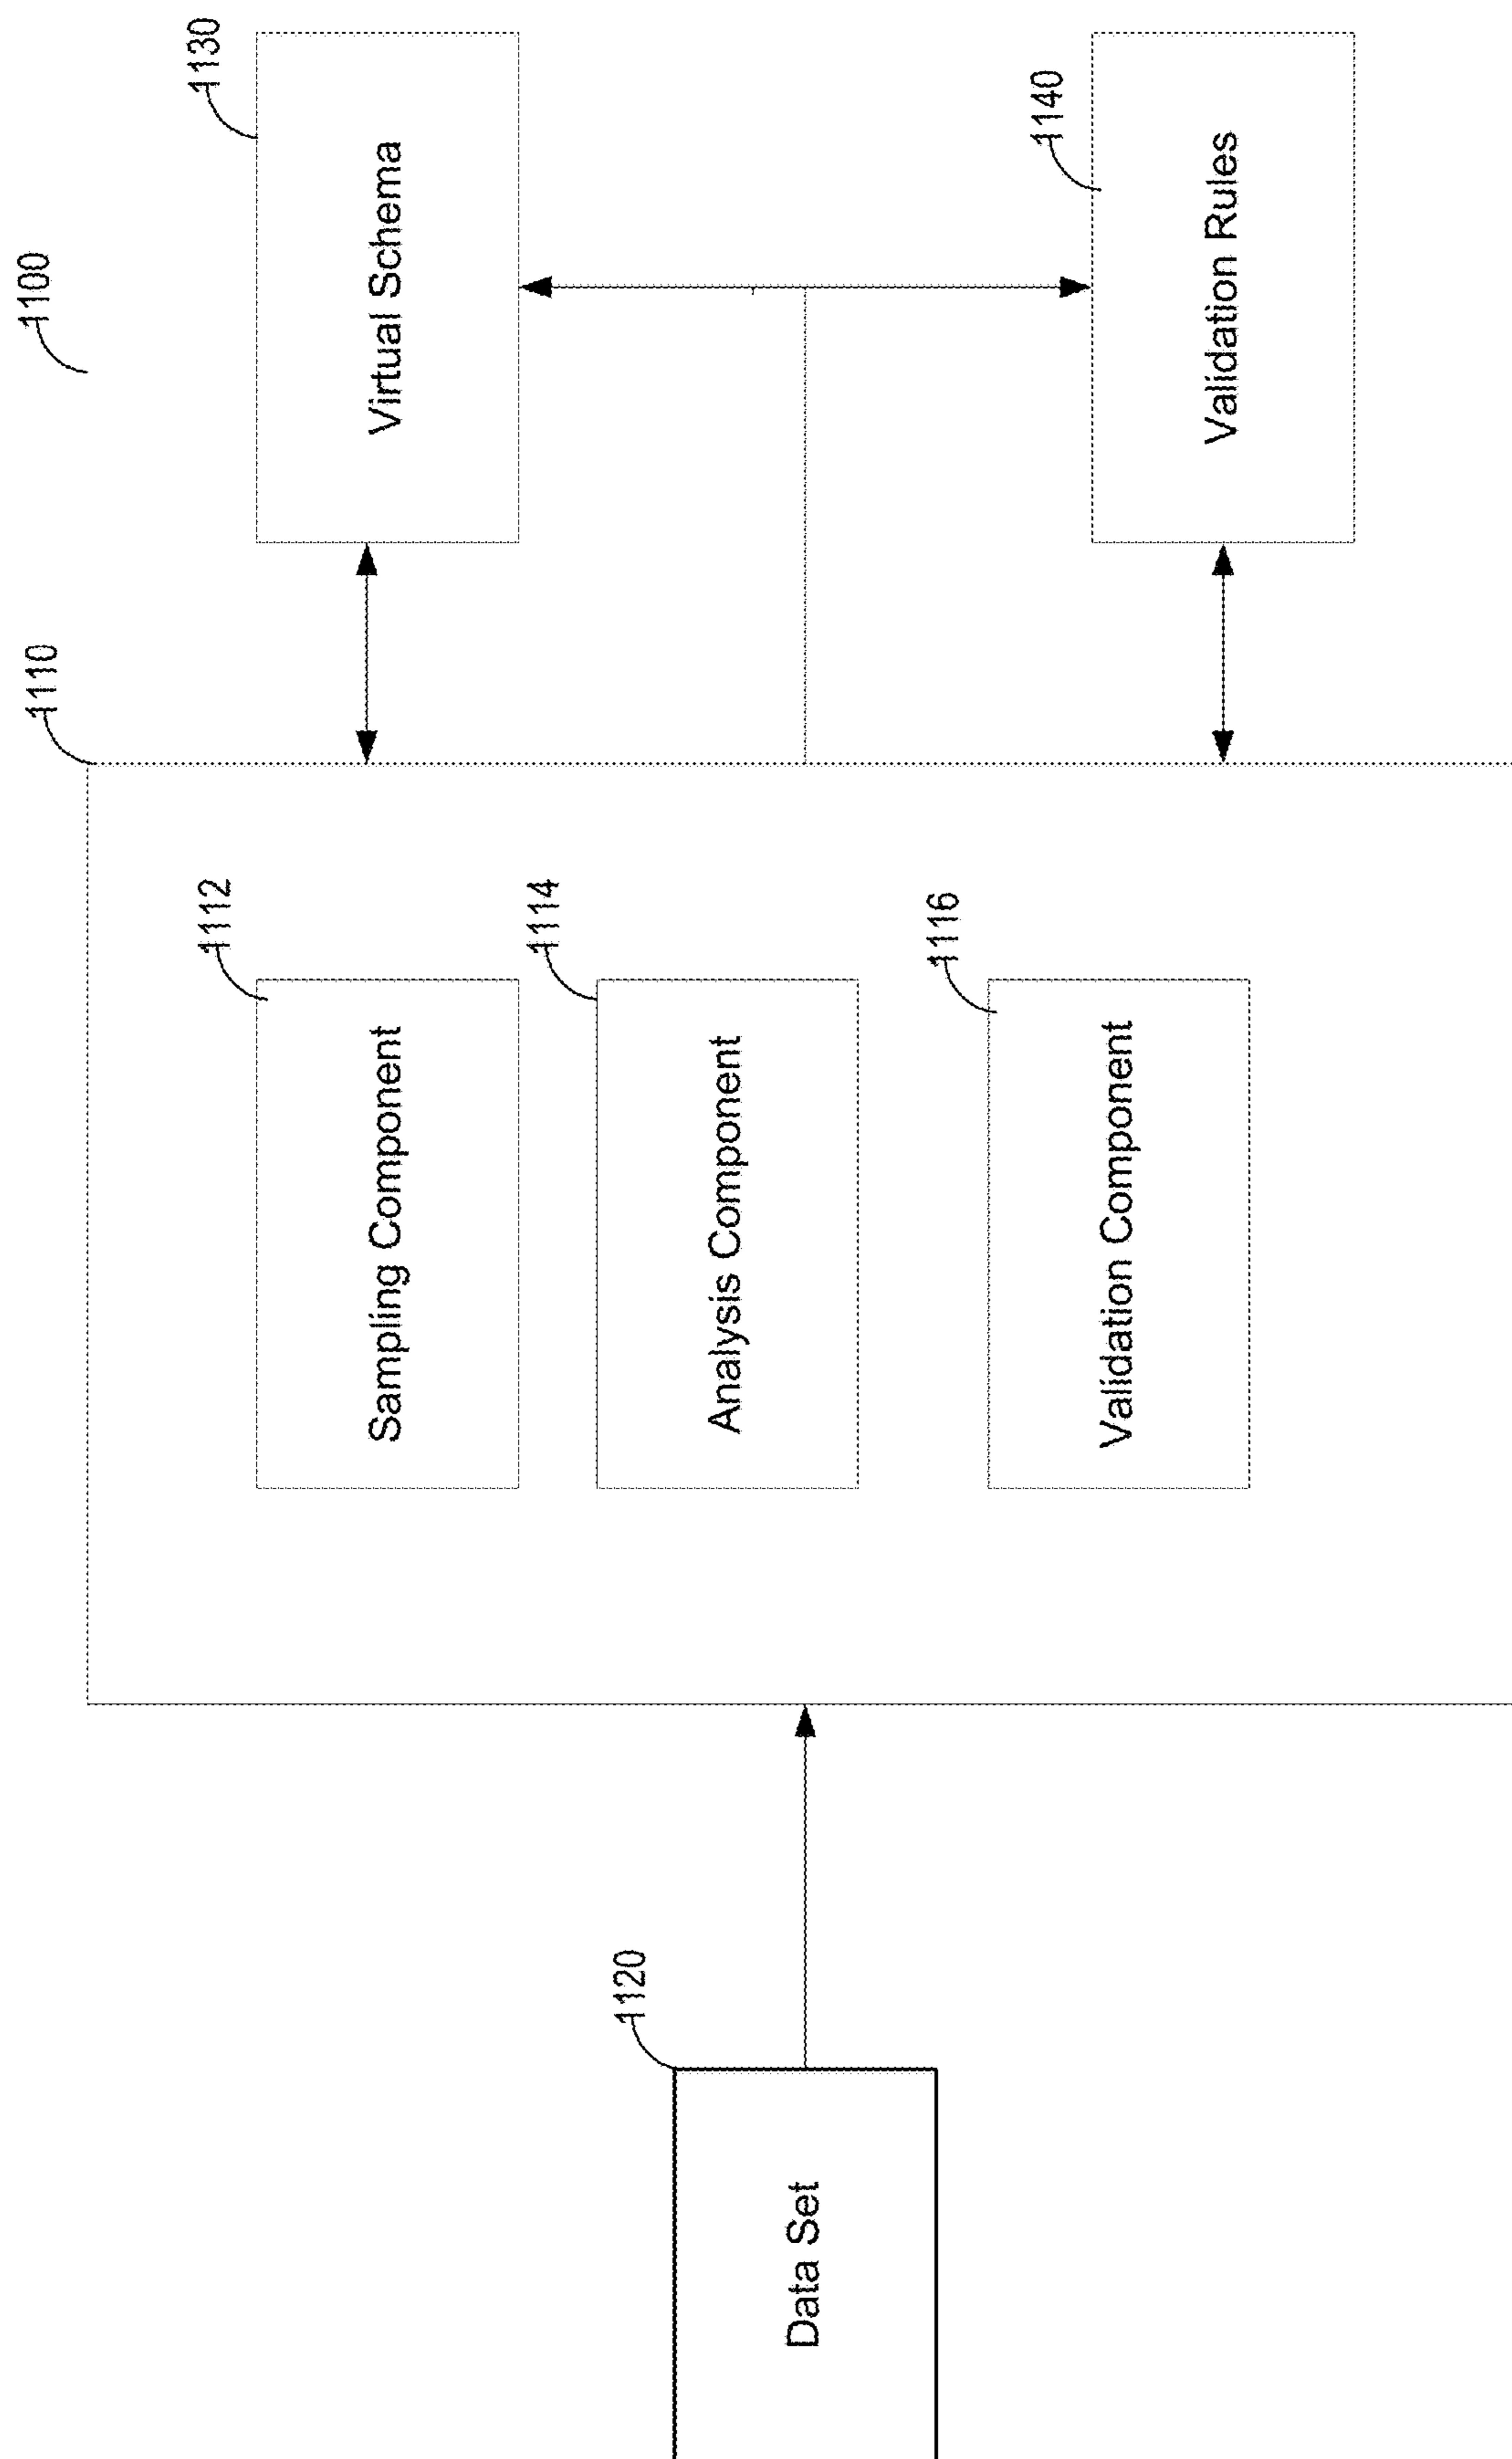 1100
1110
1130
1112
Sampling Component
Virtual Schema
1120
1114
Data Set
Analysis Component
1116
Validation Component
1140
Validation Rules